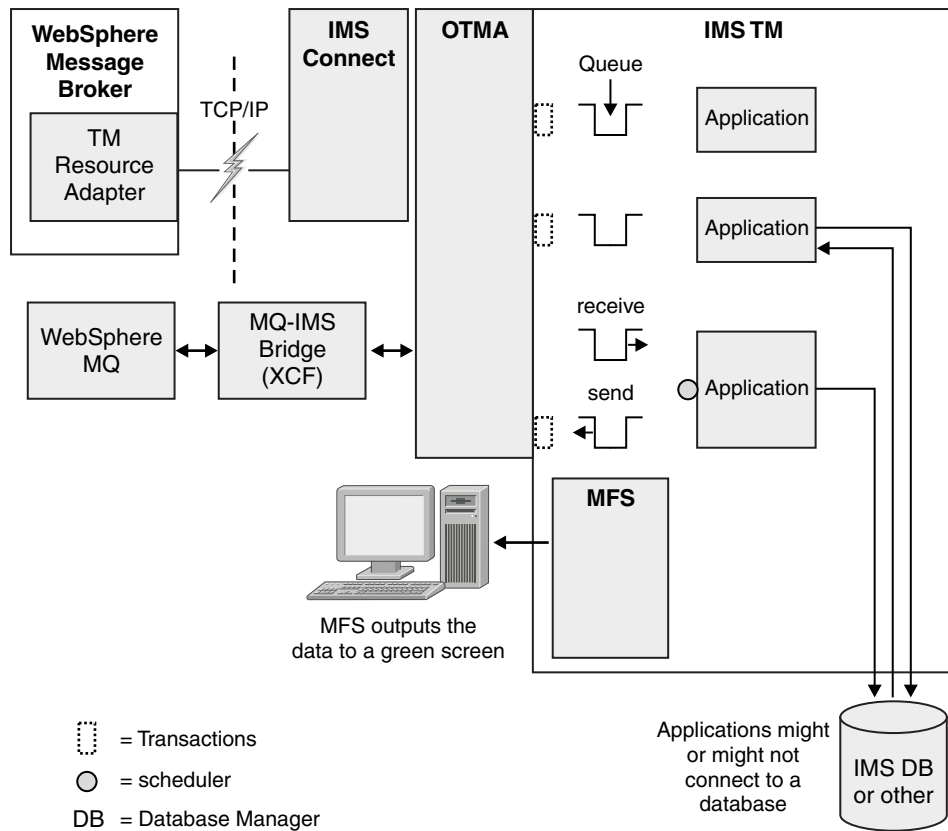 WebSphere
Message
Broker
TM
Resource
Adapter
TCP/IP
IMS
Connect
OTMA
IMS TM
Queue
Application
Application
WebSphere
MQ
MQ-IMS
Bridge
(XCF)
receive
send
Application
MFS
MFS outputs the
data to a green screen
= Transactions
= scheduler
DB = Database Manager
Applications might
or might not
connect to a
database
IMS DB
or other